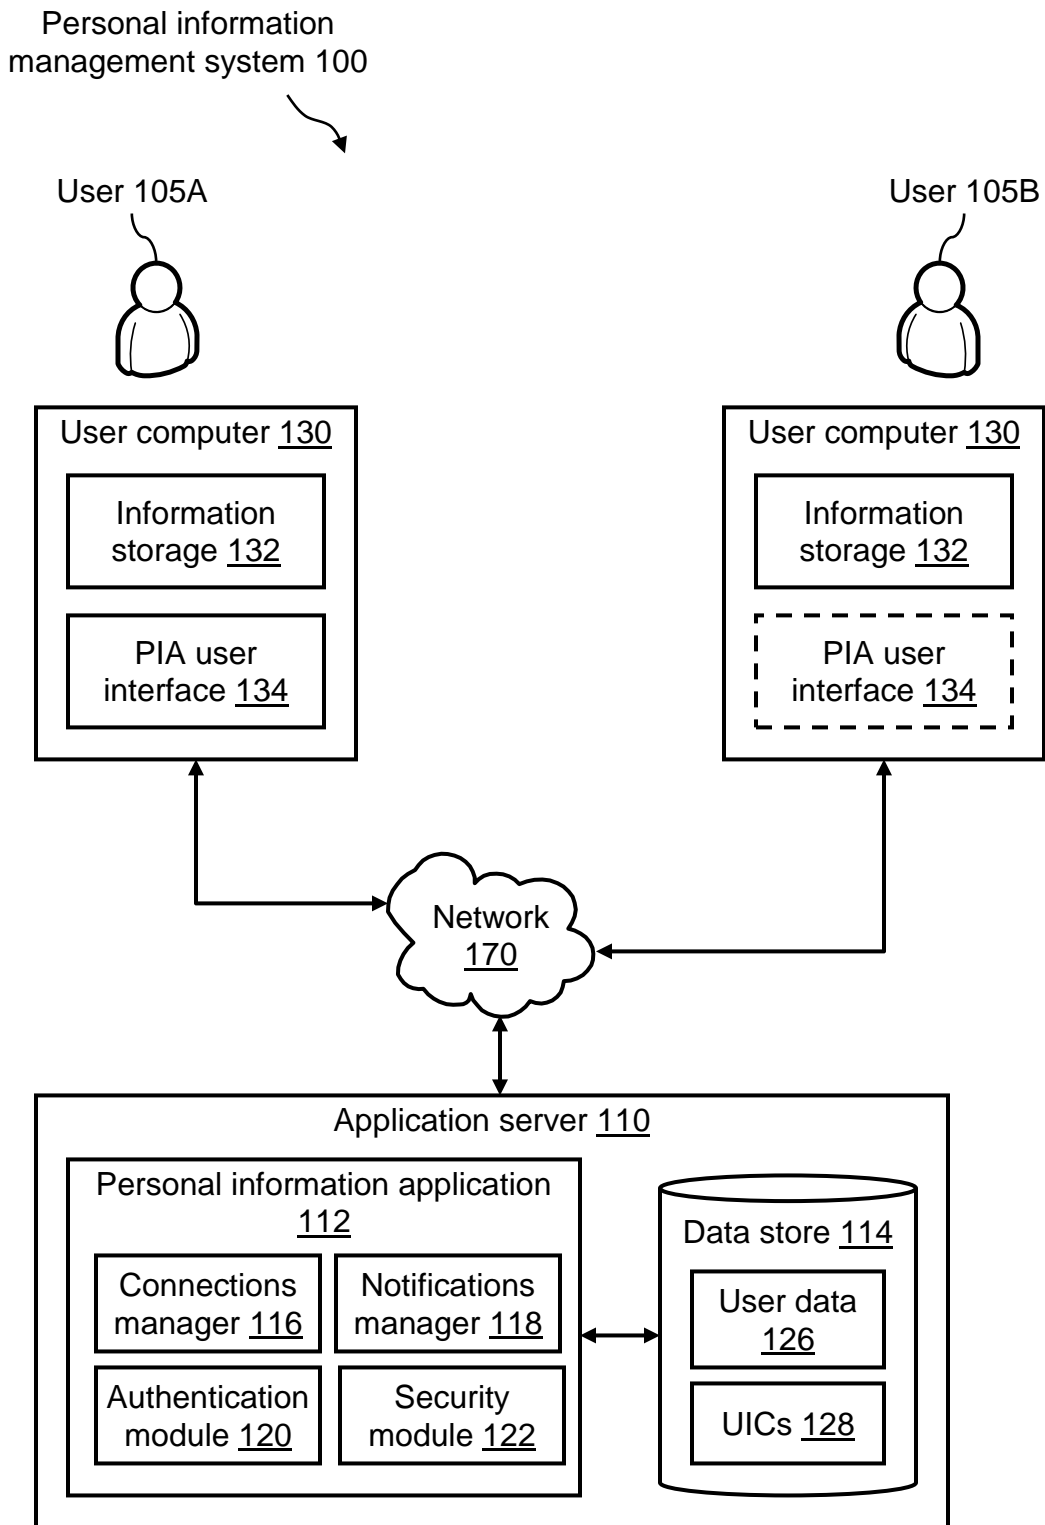 Personal information
management system 100
User 105A
User 105B
User computer 130
Information
storage 132
PIA user
interface 134
User computer 130
Information
storage 132
PIA user
interface 134
Network
170
Application server 110
Personal information application
112
Connections
manager 116
Notifications
manager 118
Authentication
module 120
Security
module 122
Data store 114
User data
126
UICs 128